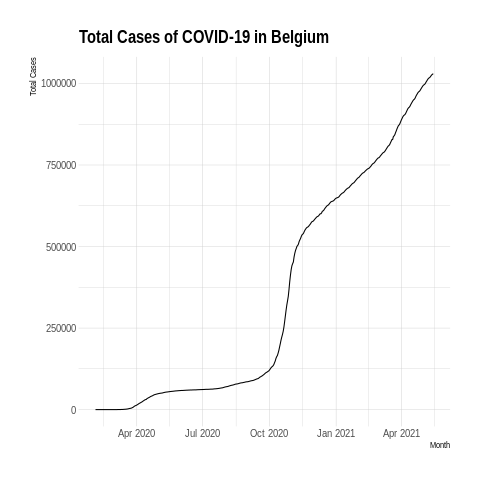 Total Cases of COVID-19 in Belgium
Total Cases
1000000
750000
500000
250000
0
Apr 2020 Jul 2020 Oct 2020 Jan 2021 Apr 2021
Month